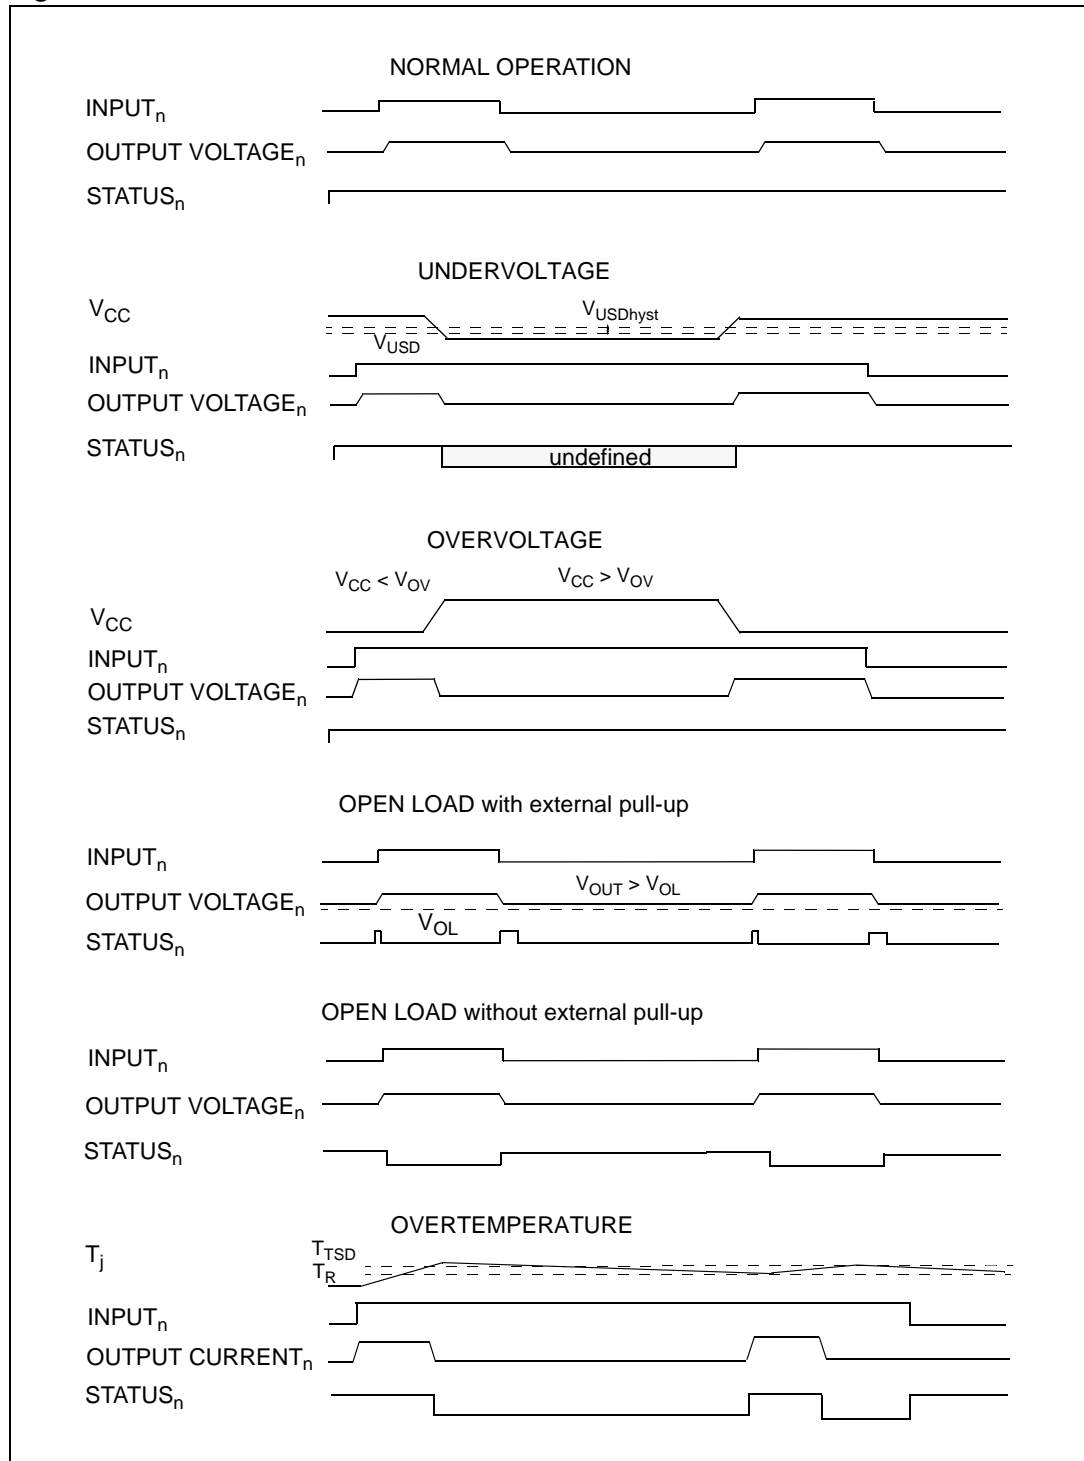 NORMAL OPERATION
INPUTn
OUTPUT VOLTAGEn
STATUSn
UNDERVOLTAGE
VCC
VUSDhyst
VUSD
INPUTn
OUTPUT VOLTAGEn
STATUSn
undefined
OVERVOLTAGE
VCC < VOV
VCC > VOV
VCC
INPUTn
OUTPUT VOLTAGEn
STATUSn
OPEN LOAD with external pull-up
INPUTn
VOUT > VOL
OUTPUT VOLTAGEn
VOL
STATUSn
OPEN LOAD without external pull-up
INPUTn
OUTPUT VOLTAGEn
STATUSn
OVERTEMPERATURE
Tj
TTSD
TR
INPUTn
OUTPUT CURRENTn
STATUSn